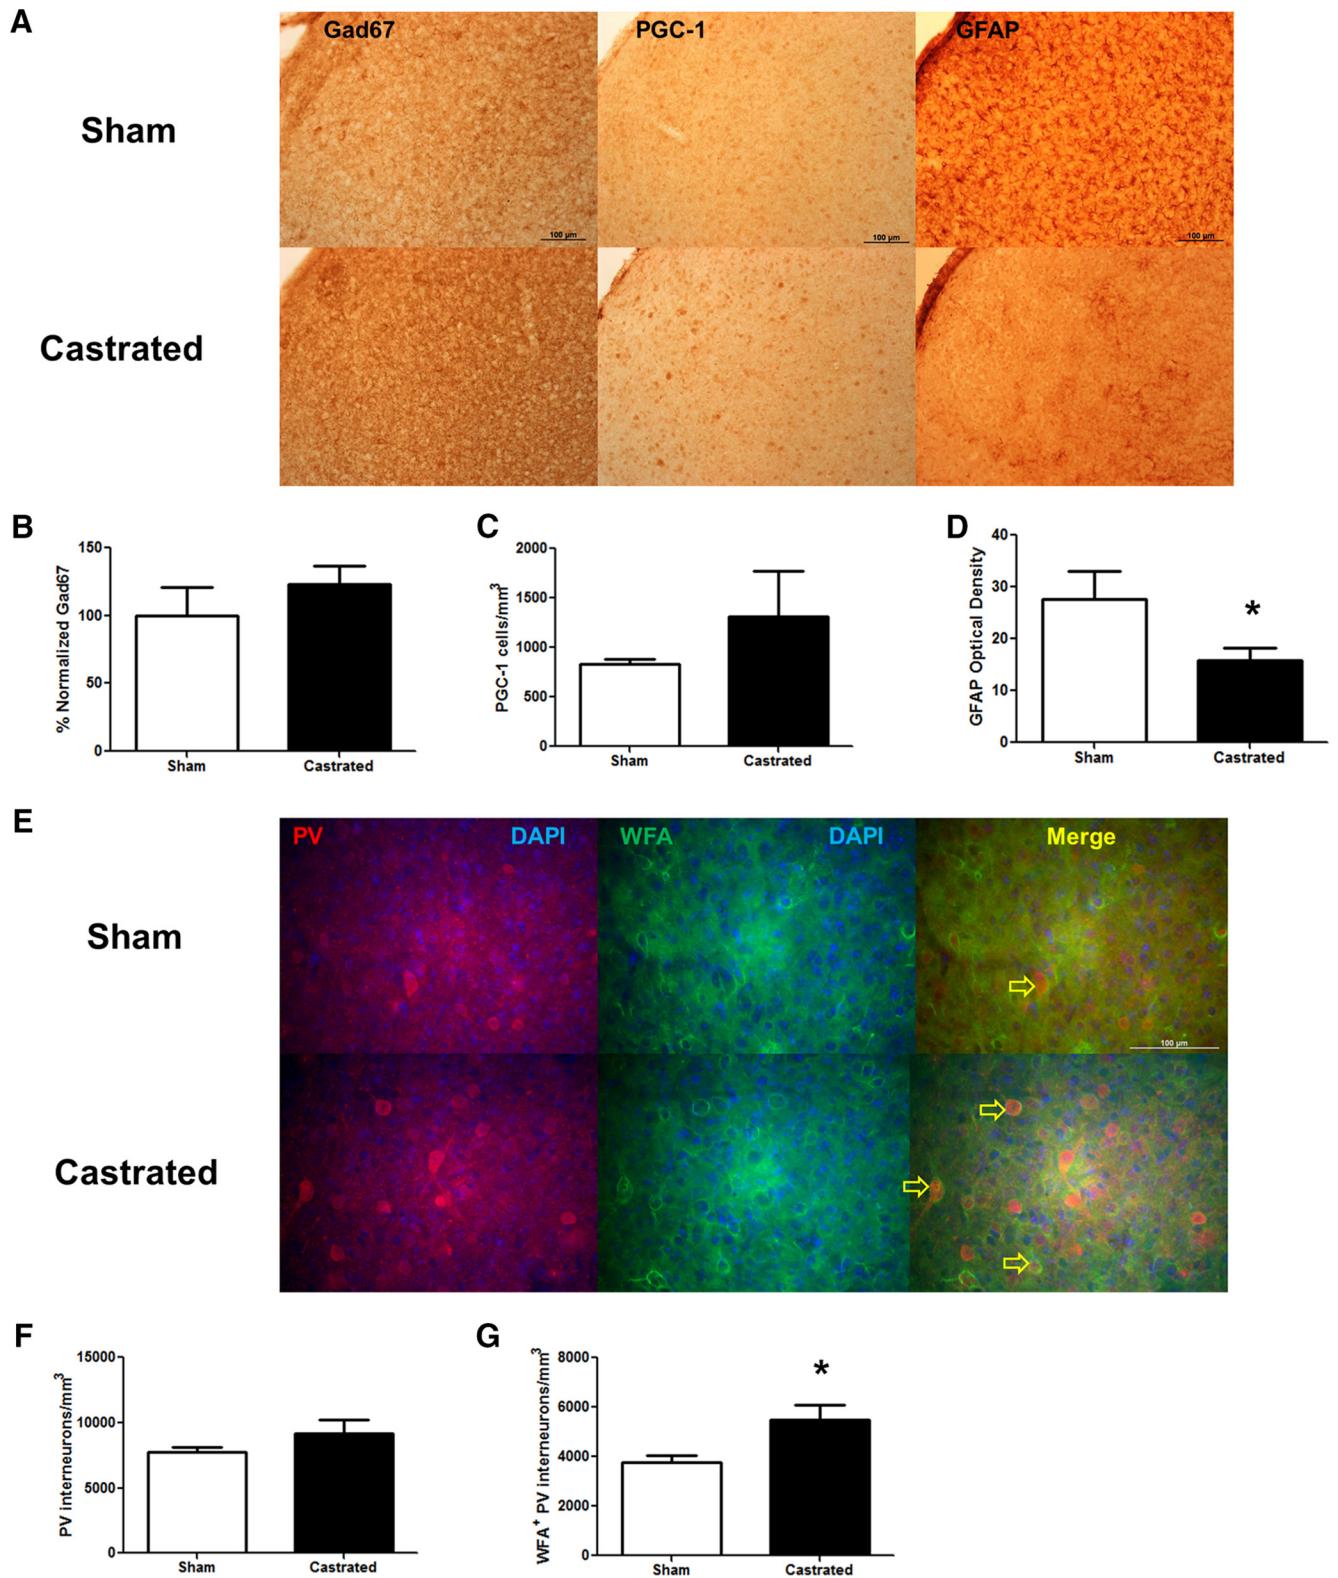 A
Gad67 PGC-1 GFAP
Sham
100 µm 100 µm 100 µm
Castrated
B
% Normalized Gad67
150
100
50
0
Sham Castrated
C
PGC-1 cells/mm³
2000
1500
1000
500
0
Sham Castrated
D
GFAP Optical Density
40
30
20
10
0
*
Sham Castrated
E
PV DAPI WFA DAPI Merge
Sham
100 µm
Castrated
F
PV interneurons/mm³
15000
10000
5000
0
Sham Castrated
G
WFA⁺ PV interneurons/mm³
8000
6000
4000
2000
0
*
Sham Castrated